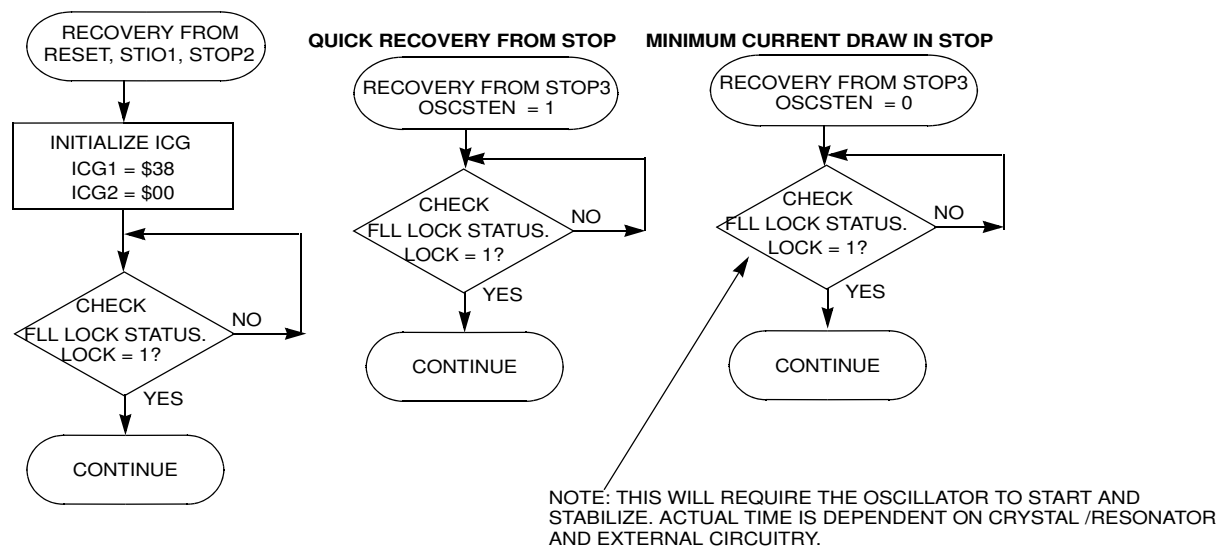 RECOVERY FROM
RESET, STIO1, STOP2
INITIALIZE ICG
ICG1 = $38
ICG2 = $00
CHECK
FLL LOCK STATUS.
LOCK = 1?
NO
YES
CONTINUE
QUICK RECOVERY FROM STOP
RECOVERY FROM STOP3
OSCSTEN = 1
CHECK
FLL LOCK STATUS.
LOCK = 1?
NO
YES
CONTINUE
MINIMUM CURRENT DRAW IN STOP
RECOVERY FROM STOP3
OSCSTEN = 0
CHECK
FLL LOCK STATUS.
LOCK = 1?
NO
YES
CONTINUE
NOTE: THIS WILL REQUIRE THE OSCILLATOR TO START AND
STABILIZE. ACTUAL TIME IS DEPENDENT ON CRYSTAL /RESONATOR
AND EXTERNAL CIRCUITRY.